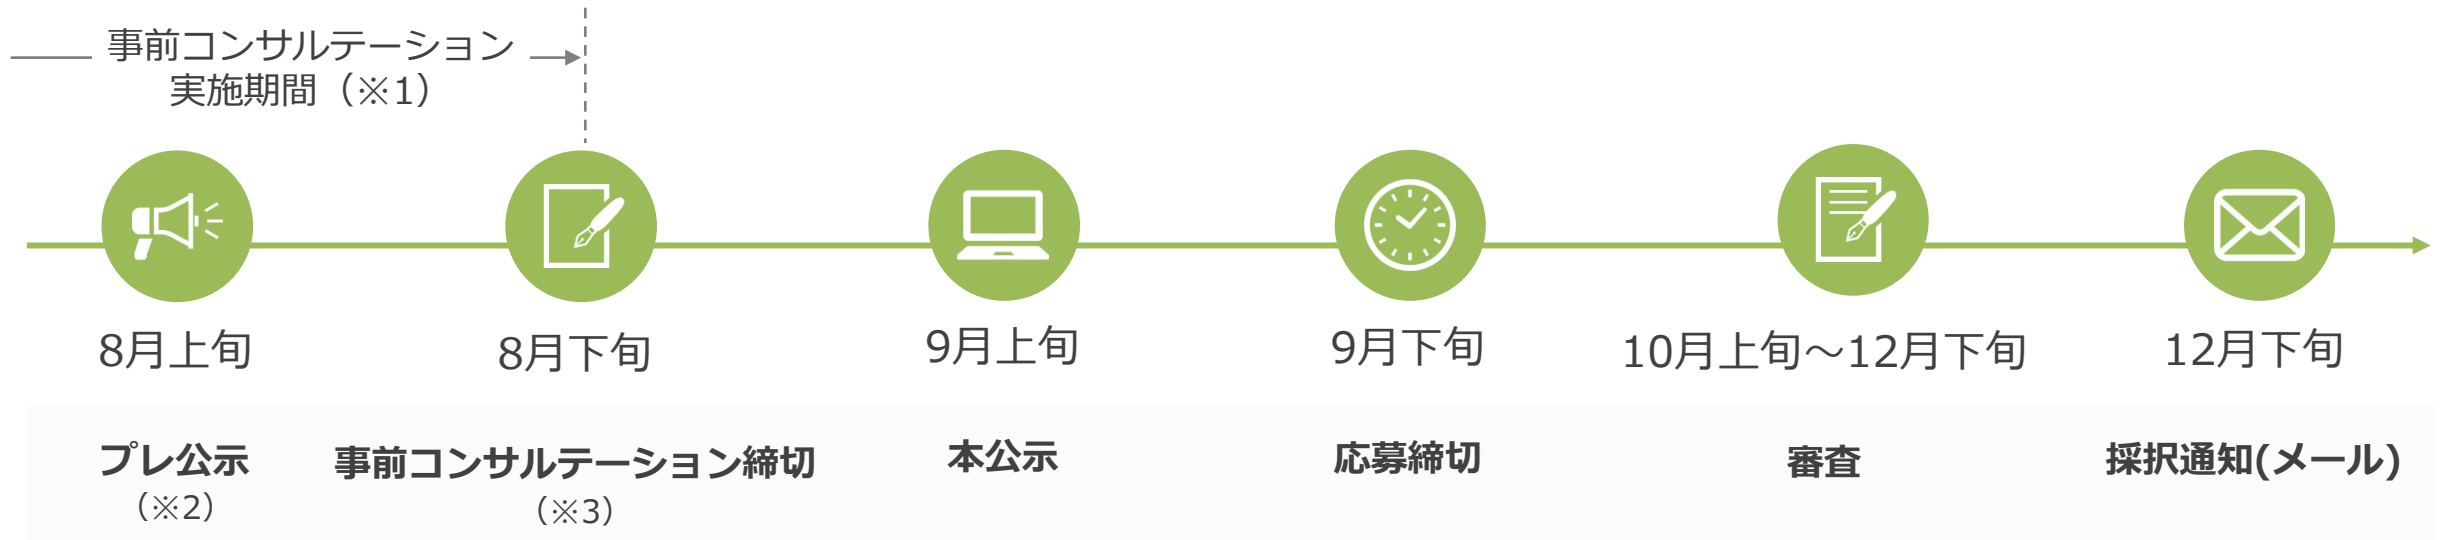 事前コンサルテーション
実施期間（※1）
8月上旬
8月下旬
9月上旬
9月下旬
10月上旬～12月下旬
12月下旬
プレ公示
（※2）
事前コンサルテーション締切
（※3）
本公示
応募締切
審査
採択通知(メール)